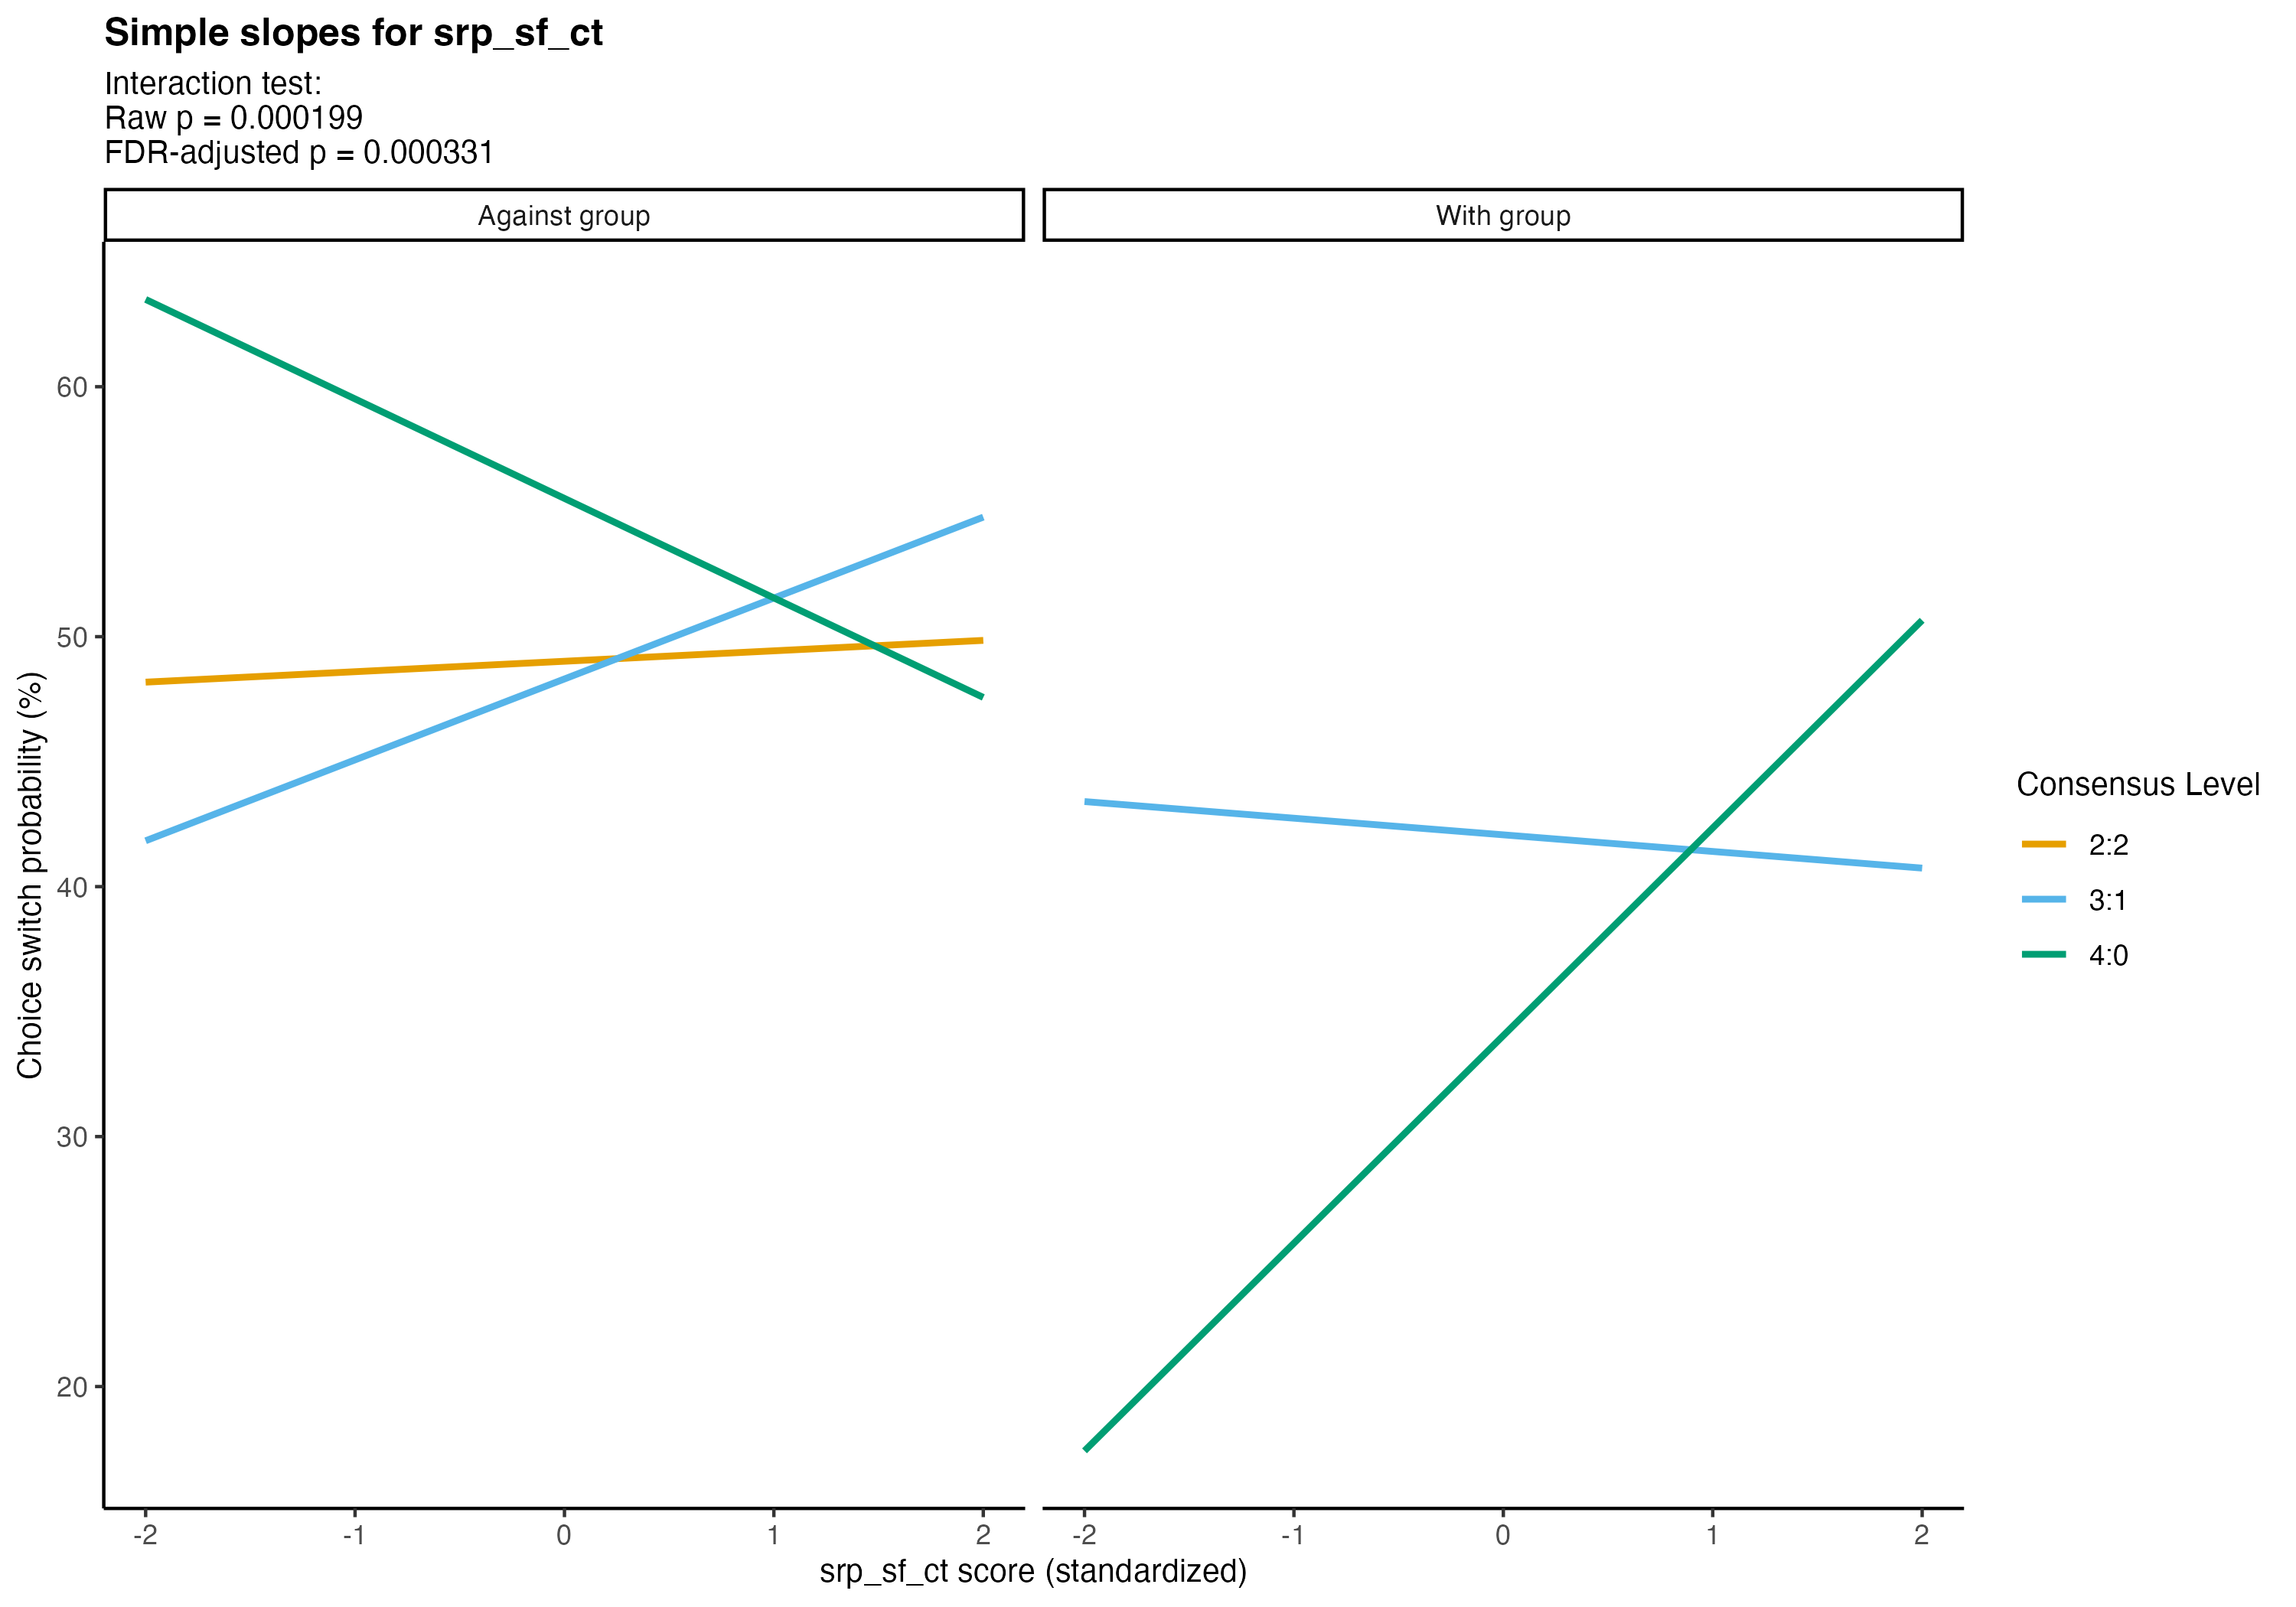 Simple slopes for srp_sf_ct
Interaction test:
Raw p = 0.000199
FDR-adjusted p = 0.000331
Against group
With group
Choice switch probability (%)
60
50
40
30
20
-2
-1
0
1
2
-2
-1
0
1
2
srp_sf_ct score (standardized)
Consensus Level
2:2
3:1
4:0